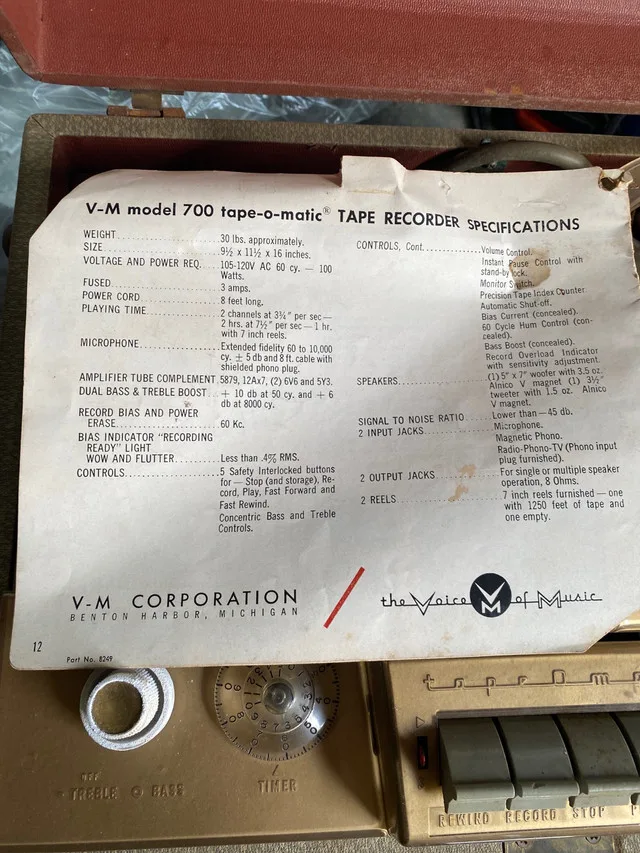 V-M model 700 tape-o-matic® TAPE RECORDER SPECIFICATIONS
WEIGHT..............................30 lbs. approximately.
SIZE..................................9½ x 11½ x 16 inches.
VOLTAGE AND POWER REQ. ....105-120V AC 60 cy. — 100
Watts.
FUSED................................3 amps.
POWER CORD.......................8 feet long.
PLAYING TIME.....................2 channels at 3¾" per sec—
2 hrs. at 7½" per sec — 1 hr.
with 7 inch reels.
MICROPHONE.......................Extended fidelity 60 to 10,000
cy. ± 5 db and 8 ft. cable with
shielded phono plug.
AMPLIFIER TUBE COMPLEMENT.5879, 12Ax7, (2) 6V6 and 5Y3.
DUAL BASS & TREBLE BOOST....+ 10 db at 50 cy. and + 6
db at 8000 cy.
RECORD BIAS AND POWER
ERASE................................60 Kc.
BIAS INDICATOR "RECORDING
READY" LIGHT
WOW AND FLUTTER..............Less than .4% RMS.
CONTROLS...........................5 Safety Interlocked buttons
for — Stop (and storage), Re-
cord, Play, Fast Forward and
Fast Rewind.
Concentric Bass and Treble
Controls.
CONTROLS, Cont. .................Volume Control.
Instant Pause Control with
stand-by lock.
Monitor Switch.
Precision Tape Index Counter
Automatic Shut-off.
Bias Current (concealed).
60 Cycle Hum Control (con-
cealed).
Bass Boost (concealed).
Record Overload Indicator
with sensitivity adjustment.
SPEAKERS...........................(1) 5" x 7" woofer with 3.5 oz.
Alnico V magnet (1) 3½"
tweeter with 1.5 oz. Alnico
V magnet.
SIGNAL TO NOISE RATIO.......Lower than —45 db.
2 INPUT JACKS....................Microphone.
Magnetic Phono.
Radio-Phono-TV (Phono input
plug furnished).
2 OUTPUT JACKS.................For single or multiple speaker
operation, 8 Ohms.
2 REELS............................7 inch reels furnished — one
with 1250 feet of tape and
one empty.
V-M CORPORATION
BENTON HARBOR, MICHIGAN
the Voice VM of Music
12
Part No. 8249
tape O m
OFF
TREBLE BASS
TIMER
REWIND RECORD STOP P